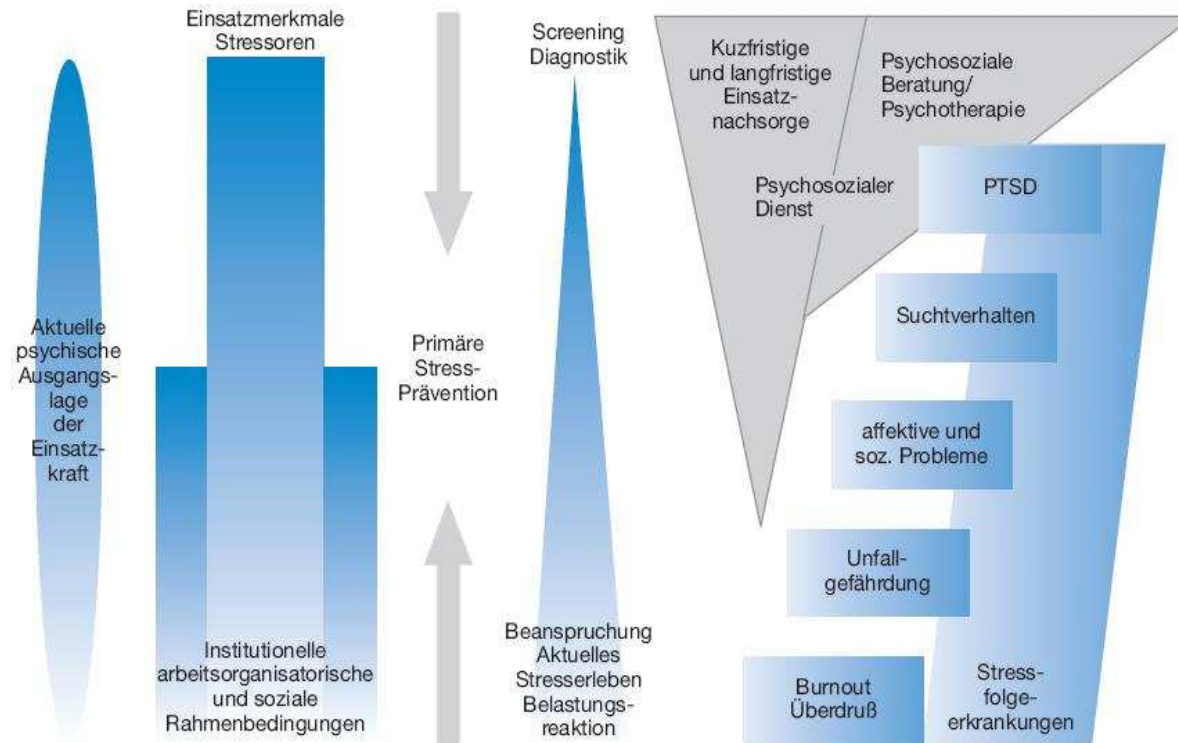 Aktuelle
psychische
Ausgangs-
lage
der
Einsatz-
kraft
Einsatzmerkmale
Stressoren
Institutionelle
arbeitsorganisatorische
und soziale
Rahmenbedingungen
Primäre
Stress-
Prävention
Screening
Diagnostik
Beanspruchung
Aktuelles
Stresserleben
Belastungs-
reaktion
Kuzfristige
und langfristige
Einsatz-
nachsorge
Psychosoziale
Beratung/
Psychotherapie
Psychosozialer
Dienst
PTSD
Suchtverhalten
affektive und
soz. Probleme
Unfall-
gefährdung
Burnout
Überdruß
Stress-
folge-
erkrankungen